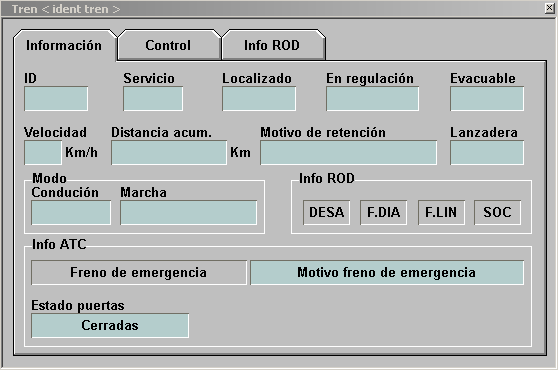 Tren < ident tren >
Información Control Info ROD
ID Servicio Localizado En regulación Evacuable
Velocidad Distancia acum. Motivo de retención Lanzadera
Km/h Km
Modo Info ROD
Condución Marcha
DESA F.DIA F.LIN SOC
Info ATC
Freno de emergencia Motivo freno de emergencia
Estado puertas
Cerradas